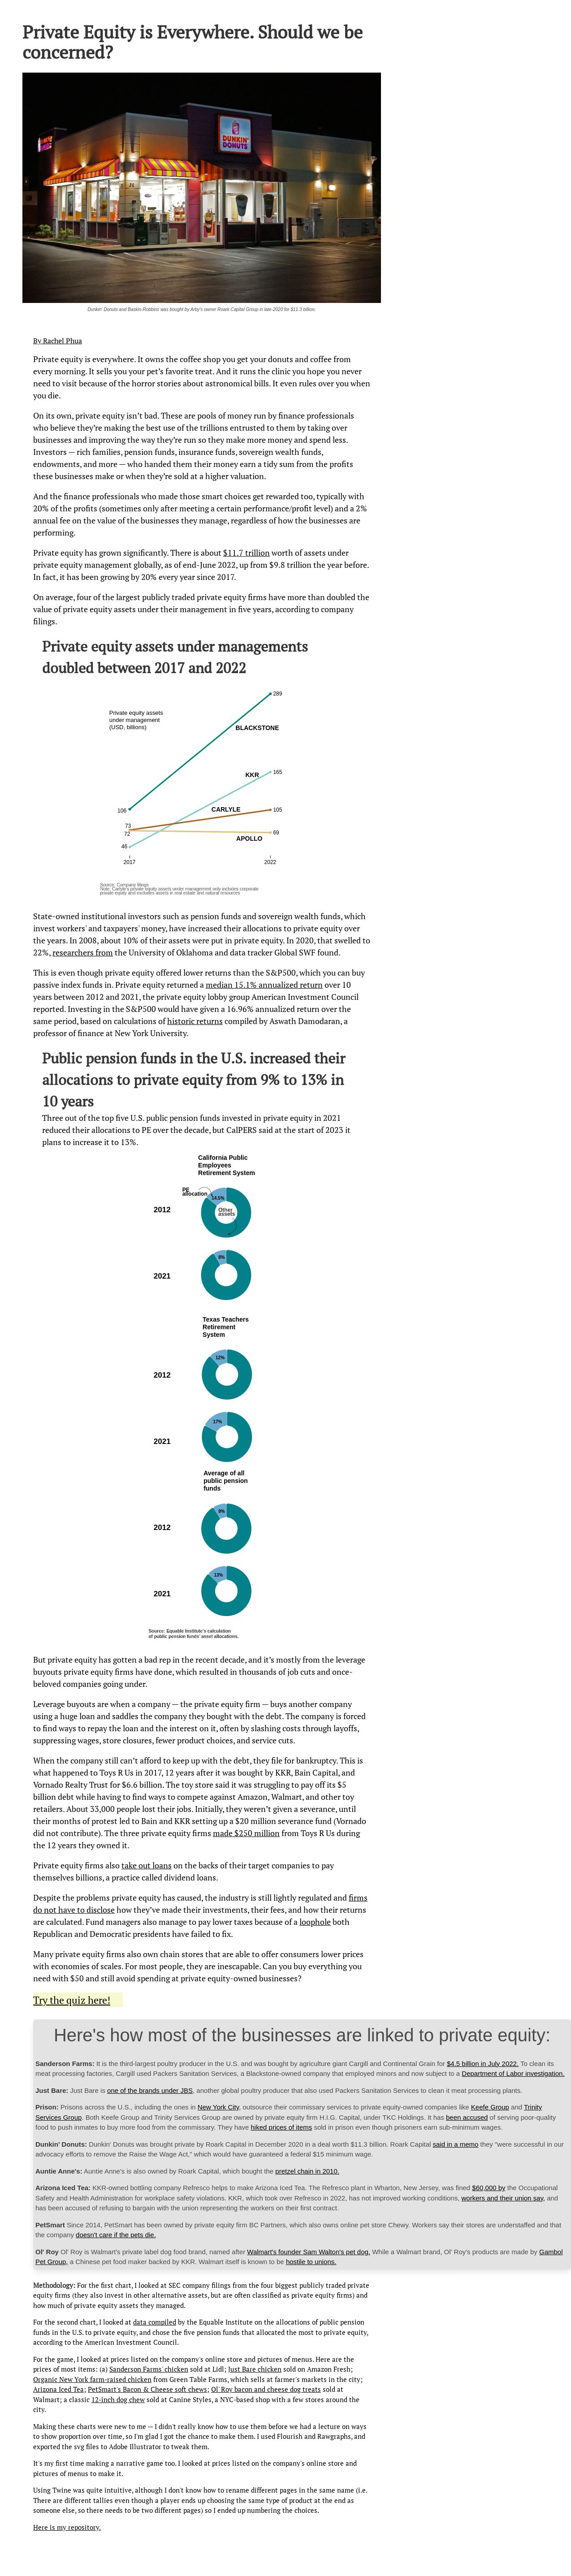 Private Equity is Everywhere. Should we be
concerned?
DUNKIN'
DONUTS
Dunkin' Donuts and Baskin-Robbins was bought by Arby's owner Roark Capital Group in late-2020 for $11.3 billion.
By Rachel Phua
Private equity is everywhere. It owns the coffee shop you get your donuts and coffee from
every morning. It sells you your pet’s favorite treat. And it runs the clinic you hope you never
need to visit because of the horror stories about astronomical bills. It even rules over you when
you die.
On its own, private equity isn’t bad. These are pools of money run by finance professionals
who believe they’re making the best use of the trillions entrusted to them by taking over
businesses and improving the way they’re run so they make more money and spend less.
Investors — rich families, pension funds, insurance funds, sovereign wealth funds,
endowments, and more — who handed them their money earn a tidy sum from the profits
these businesses make or when they’re sold at a higher valuation.
And the finance professionals who made those smart choices get rewarded too, typically with
20% of the profits (sometimes only after meeting a certain performance/profit level) and a 2%
annual fee on the value of the businesses they manage, regardless of how the businesses are
performing.
Private equity has grown significantly. There is about $11.7 trillion worth of assets under
private equity management globally, as of end-June 2022, up from $9.8 trillion the year before.
In fact, it has been growing by 20% every year since 2017.
On average, four of the largest publicly traded private equity firms have more than doubled the
value of private equity assets under their management in five years, according to company
filings.
Private equity assets under managements
doubled between 2017 and 2022
Private equity assets
under management
(USD, billions)
289
BLACKSTONE
KKR
165
CARLYLE
105
106
73
72
69
APOLLO
46
2017
2022
Source: Company filings
Note: Carlyle's private equity assets under management only includes corporate
private equity and excludes assets in real estate and natural resources
State-owned institutional investors such as pension funds and sovereign wealth funds, which
invest workers' and taxpayers' money, have increased their allocations to private equity over
the years. In 2008, about 10% of their assets were put in private equity. In 2020, that swelled to
22%, researchers from the University of Oklahoma and data tracker Global SWF found.
This is even though private equity offered lower returns than the S&P500, which you can buy
passive index funds in. Private equity returned a median 15.1% annualized return over 10
years between 2012 and 2021, the private equity lobby group American Investment Council
reported. Investing in the S&P500 would have given a 16.96% annualized return over the
same period, based on calculations of historic returns compiled by Aswath Damodaran, a
professor of finance at New York University.
Public pension funds in the U.S. increased their
allocations to private equity from 9% to 13% in
10 years
Three out of the top five U.S. public pension funds invested in private equity in 2021
reduced their allocations to PE over the decade, but CalPERS said at the start of 2023 it
plans to increase it to 13%.
California Public
Employees
Retirement System
PE
allocation
14.5%
Other
assets
2012
8%
2021
Texas Teachers
Retirement
System
12%
2012
17%
2021
Average of all
public pension
funds
9%
2012
13%
2021
Source: Equable Institute's calculation
of public pension funds' asset allocations.
But private equity has gotten a bad rep in the recent decade, and it’s mostly from the leverage
buyouts private equity firms have done, which resulted in thousands of job cuts and once-
beloved companies going under.
Leverage buyouts are when a company — the private equity firm — buys another company
using a huge loan and saddles the company they bought with the debt. The company is forced
to find ways to repay the loan and the interest on it, often by slashing costs through layoffs,
suppressing wages, store closures, fewer product choices, and service cuts.
When the company still can’t afford to keep up with the debt, they file for bankruptcy. This is
what happened to Toys R Us in 2017, 12 years after it was bought by KKR, Bain Capital, and
Vornado Realty Trust for $6.6 billion. The toy store said it was struggling to pay off its $5
billion debt while having to find ways to compete against Amazon, Walmart, and other toy
retailers. About 33,000 people lost their jobs. Initially, they weren’t given a severance, until
their months of protest led to Bain and KKR setting up a $20 million severance fund (Vornado
did not contribute). The three private equity firms made $250 million from Toys R Us during
the 12 years they owned it.
Private equity firms also take out loans on the backs of their target companies to pay
themselves billions, a practice called dividend loans.
Despite the problems private equity has caused, the industry is still lightly regulated and firms
do not have to disclose how they’ve made their investments, their fees, and how their returns
are calculated. Fund managers also manage to pay lower taxes because of a loophole both
Republican and Democratic presidents have failed to fix.
Many private equity firms also own chain stores that are able to offer consumers lower prices
with economies of scales. For most people, they are inescapable. Can you buy everything you
need with $50 and still avoid spending at private equity-owned businesses?
Try the quiz here!
Here's how most of the businesses are linked to private equity:
Sanderson Farms: It is the third-largest poultry producer in the U.S. and was bought by agriculture giant Cargill and Continental Grain for $4.5 billion in July 2022. To clean its
meat processing factories, Cargill used Packers Sanitation Services, a Blackstone-owned company that employed minors and now subject to a Department of Labor investigation.
Just Bare: Just Bare is one of the brands under JBS, another global poultry producer that also used Packers Sanitation Services to clean it meat processing plants.
Prison: Prisons across the U.S., including the ones in New York City, outsource their commissary services to private equity-owned companies like Keefe Group and Trinity
Services Group. Both Keefe Group and Trinity Services Group are owned by private equity firm H.I.G. Capital, under TKC Holdings. It has been accused of serving poor-quality
food to push inmates to buy more food from the commissary. They have hiked prices of items sold in prison even though prisoners earn sub-minimum wages.
Dunkin' Donuts: Dunkin' Donuts was brought private by Roark Capital in December 2020 in a deal worth $11.3 billion. Roark Capital said in a memo they "were successful in our
advocacy efforts to remove the Raise the Wage Act," which would have guaranteed a federal $15 minimum wage.
Auntie Anne's: Auntie Anne's is also owned by Roark Capital, which bought the pretzel chain in 2010.
Arizona Iced Tea: KKR-owned bottling company Refresco helps to make Arizona Iced Tea. The Refresco plant in Wharton, New Jersey, was fined $60,000 by the Occupational
Safety and Health Administration for workplace safety violations. KKR, which took over Refresco in 2022, has not improved working conditions, workers and their union say, and
has been accused of refusing to bargain with the union representing the workers on their first contract.
PetSmart Since 2014, PetSmart has been owned by private equity firm BC Partners, which also owns online pet store Chewy. Workers say their stores are understaffed and that
the company doesn't care if the pets die.
Ol' Roy Ol' Roy is Walmart's private label dog food brand, named after Walmart's founder Sam Walton's pet dog. While a Walmart brand, Ol' Roy's products are made by Gambol
Pet Group, a Chinese pet food maker backed by KKR. Walmart itself is known to be hostile to unions.
Methodology: For the first chart, I looked at SEC company filings from the four biggest publicly traded private
equity firms (they also invest in other alternative assets, but are often classified as private equity firms) and
how much of private equity assets they managed.
For the second chart, I looked at data compiled by the Equable Institute on the allocations of public pension
funds in the U.S. to private equity, and chose the five pension funds that allocated the most to private equity,
according to the American Investment Council.
For the game, I looked at prices listed on the company's online store and pictures of menus. Here are the
prices of most items: (a) Sanderson Farms' chicken sold at Lidl; Just Bare chicken sold on Amazon Fresh;
Organic New York farm-raised chicken from Green Table Farms, which sells at farmer's markets in the city;
Arizona Iced Tea; PetSmart's Bacon & Cheese soft chews; Ol' Roy bacon and cheese dog treats sold at
Walmart; a classic 12-inch dog chew sold at Canine Styles, a NYC-based shop with a few stores around the
city.
Making these charts were new to me — I didn't really know how to use them before we had a lecture on ways
to show proportion over time, so I'm glad I got the chance to make them. I used Flourish and Rawgraphs, and
exported the svg files to Adobe Illustrator to tweak them.
It's my first time making a narrative game too. I looked at prices listed on the company's online store and
pictures of menus to make it.
Using Twine was quite intuitive, although I don't know how to rename different pages in the same name (i.e.
There are different tallies even though a player ends up choosing the same type of product at the end as
someone else, so there needs to be two different pages) so I ended up numbering the choices.
Here is my repository.